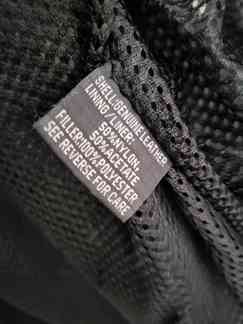 SHELL:GENUINE LEATHER
LINING/LINER:
50%NYLON,
50%ACETATE
FILLER:100%POLYESTER
SEE REVERSE FOR CARE